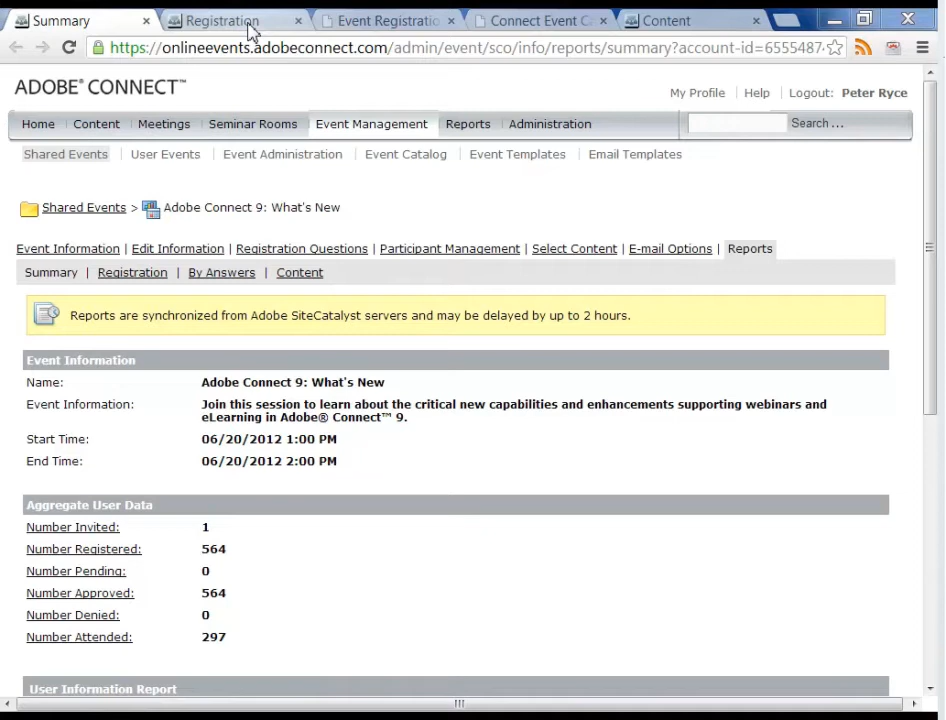 Summary
Registration
Event Registratio
Connect Event C
Content
https://onlineevents.adobeconnect.com/admin/event/sco/info/reports/summary?account-id=6555487
ADOBE® CONNECT™
My Profile | Help | Logout: Peter Ryce
Home Content Meetings Seminar Rooms Event Management Reports Administration Search ...
Shared Events | User Events | Event Administration | Event Catalog | Event Templates | Email Templates
Shared Events > Adobe Connect 9: What's New
Event Information | Edit Information | Registration Questions | Participant Management | Select Content | E-mail Options | Reports
Summary | Registration | By Answers | Content
Reports are synchronized from Adobe SiteCatalyst servers and may be delayed by up to 2 hours.
Event Information
Name: Adobe Connect 9: What's New
Event Information: Join this session to learn about the critical new capabilities and enhancements supporting webinars and
eLearning in Adobe® Connect™ 9.
Start Time: 06/20/2012 1:00 PM
End Time: 06/20/2012 2:00 PM
Aggregate User Data
Number Invited: 1
Number Registered: 564
Number Pending: 0
Number Approved: 564
Number Denied: 0
Number Attended: 297
User Information Report